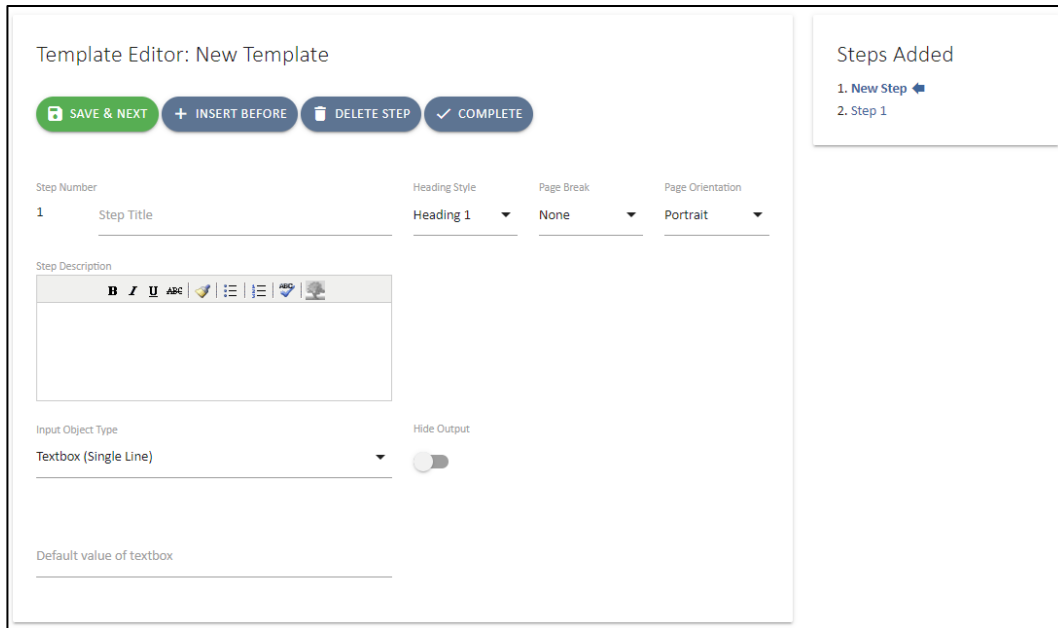 Template Editor: New Template
SAVE & NEXT
INSERT BEFORE
DELETE STEP
COMPLETE
Step Number
Heading Style
Page Break
Page Orientation
1
Step Title
Heading 1
None
Portrait
Step Description
B I U ABC ABC
Input Object Type
Hide Output
Textbox (Single Line)
Default value of textbox
Steps Added
1. New Step
2. Step 1